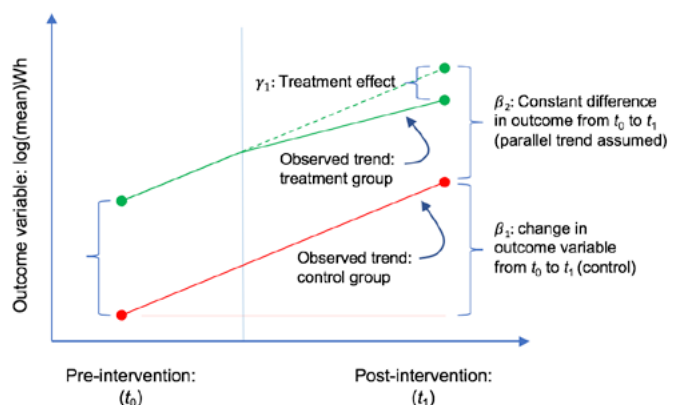 Outcome variable: log(mean)Wh
γ₁: Treatment effect
Observed trend:
treatment group
Observed trend:
control group
β₂: Constant difference
in outcome from t₀ to t₁
(parallel trend assumed)
β₁: change in
outcome variable
from t₀ to t₁ (control)
Pre-intervention:
(t₀)
Post-intervention:
(t₁)